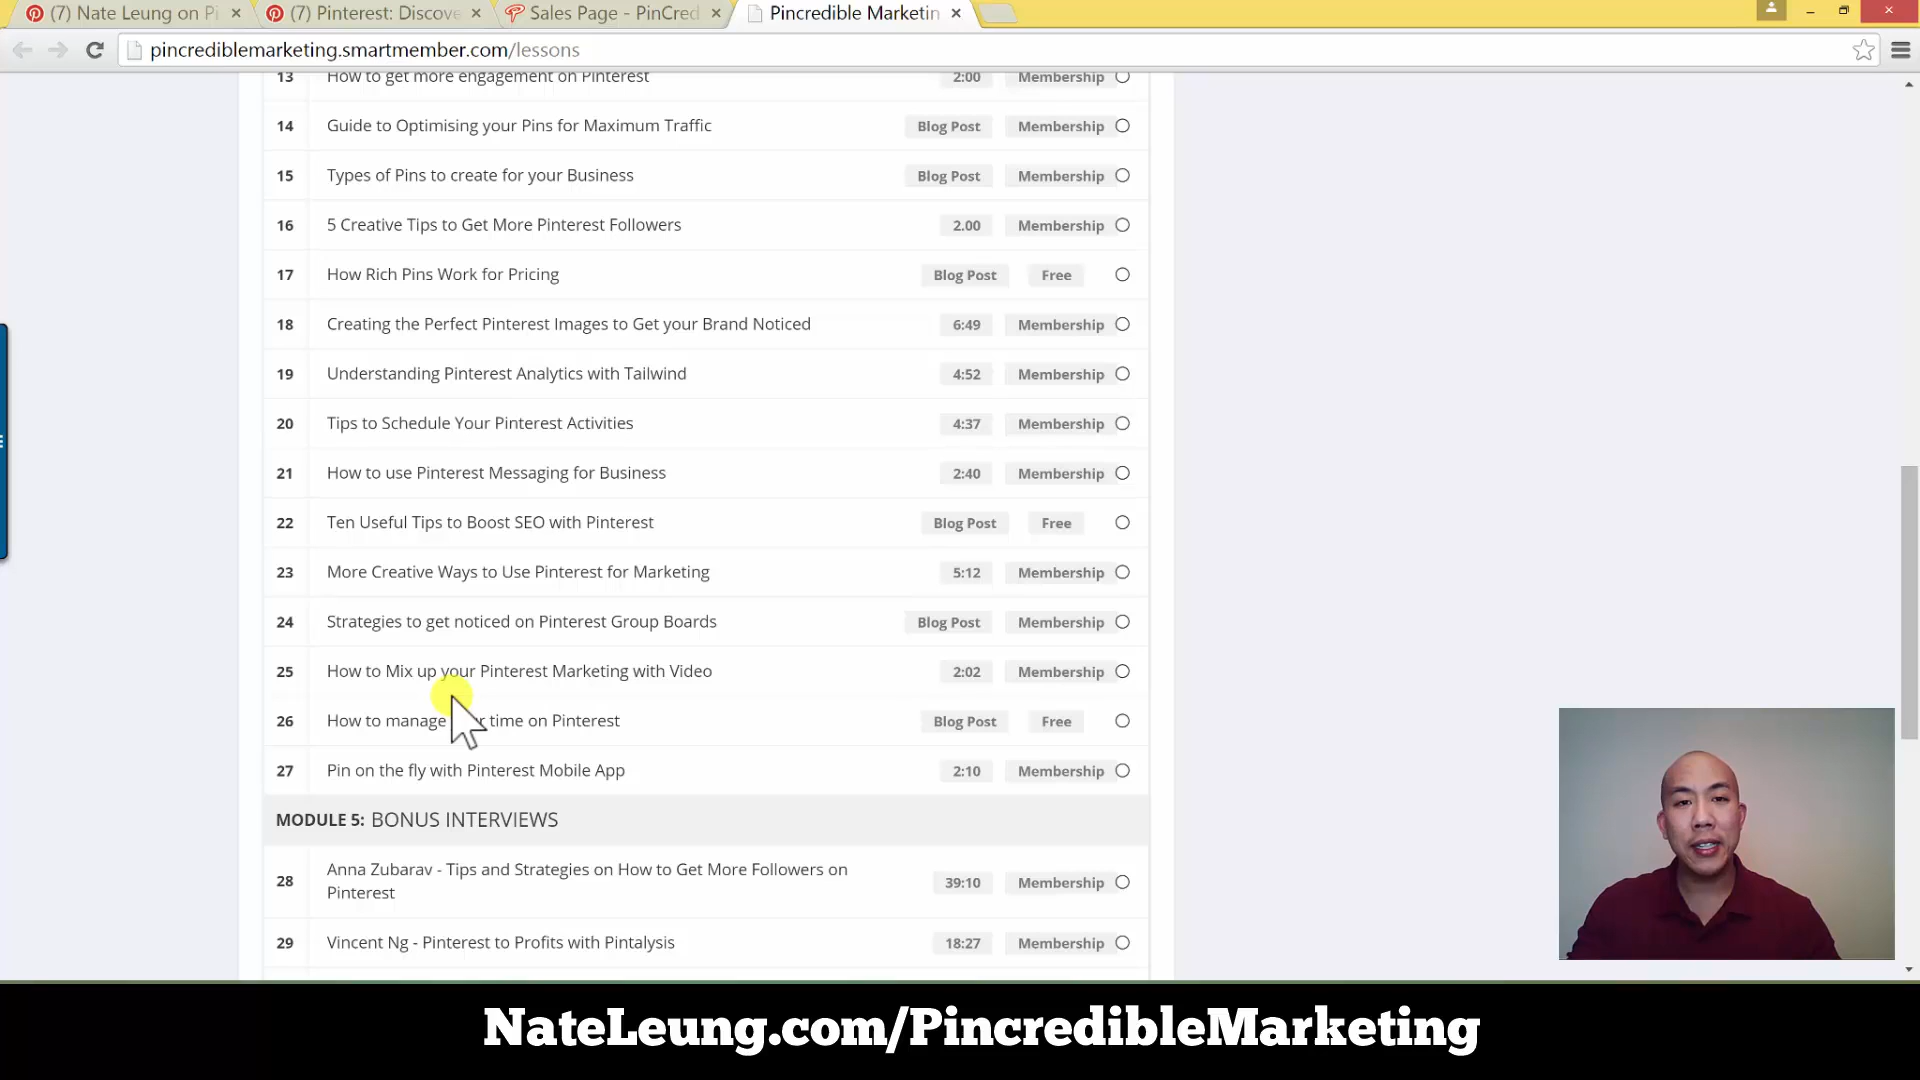 (7) Nate Leung on Pi
(7) Pinterest: Discove
Sales Page - PinCred
Pincredible Marketin
pincrediblemarketing.smartmember.com/lessons
13 How to get more engagement on Pinterest 2:00 Membership
14 Guide to Optimising your Pins for Maximum Traffic Blog Post Membership
15 Types of Pins to create for your Business Blog Post Membership
16 5 Creative Tips to Get More Pinterest Followers 2.00 Membership
17 How Rich Pins Work for Pricing Blog Post Free
18 Creating the Perfect Pinterest Images to Get your Brand Noticed 6:49 Membership
19 Understanding Pinterest Analytics with Tailwind 4:52 Membership
20 Tips to Schedule Your Pinterest Activities 4:37 Membership
21 How to use Pinterest Messaging for Business 2:40 Membership
22 Ten Useful Tips to Boost SEO with Pinterest Blog Post Free
23 More Creative Ways to Use Pinterest for Marketing 5:12 Membership
24 Strategies to get noticed on Pinterest Group Boards Blog Post Membership
25 How to Mix up your Pinterest Marketing with Video 2:02 Membership
26 How to manage time on Pinterest Blog Post Free
27 Pin on the fly with Pinterest Mobile App 2:10 Membership
MODULE 5: BONUS INTERVIEWS
28 Anna Zubarav - Tips and Strategies on How to Get More Followers on
Pinterest 39:10 Membership
29 Vincent Ng - Pinterest to Profits with Pintalysis 18:27 Membership
NateLeung.com/PincredibleMarketing